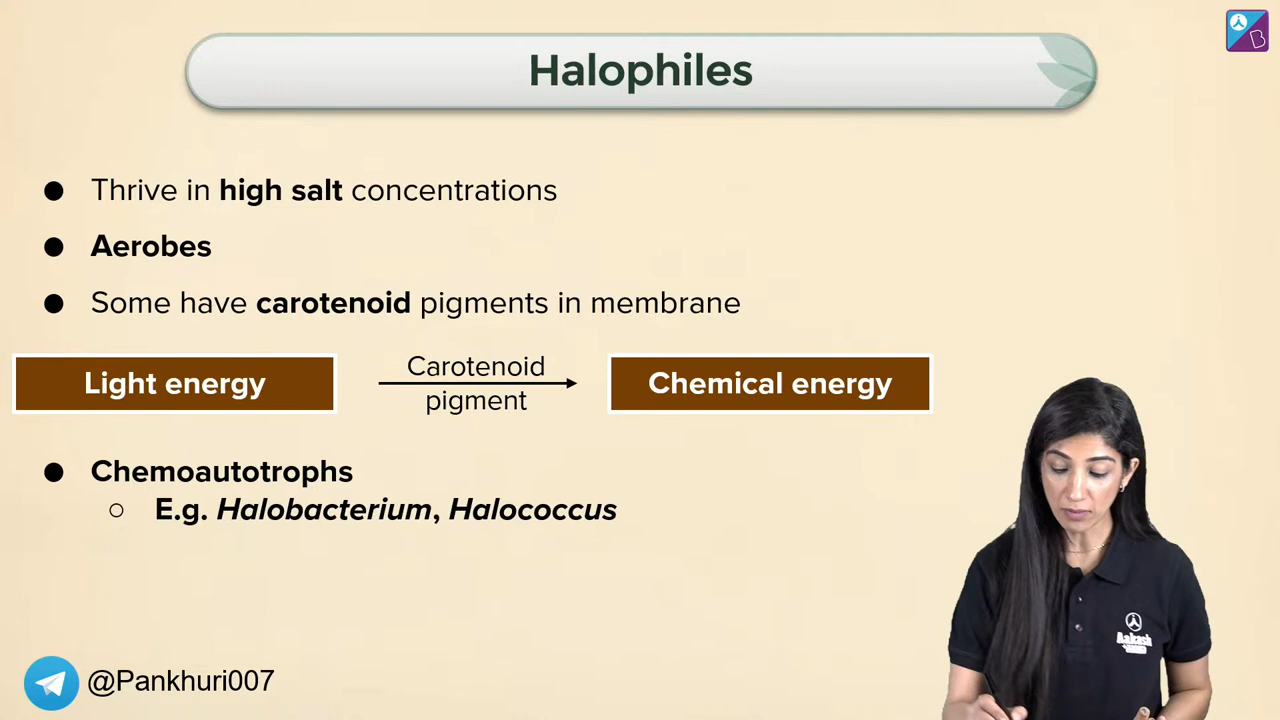 Halophiles
● Thrive in high salt concentrations
● Aerobes
● Some have carotenoid pigments in membrane
Light energy
Carotenoid
pigment
Chemical energy
● Chemoautotrophs
○ E.g. Halobacterium, Halococcus
@Pankhuri007
Aakash
B